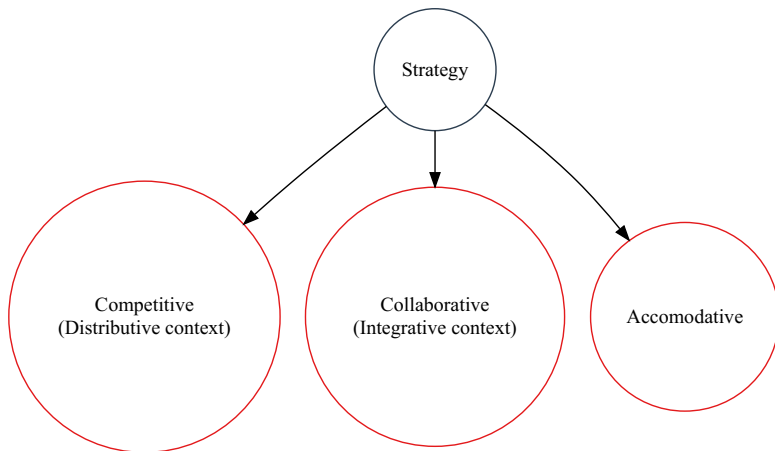 Strategy
Competitive
(Distributive context)
Collaborative
(Integrative context)
Accomodative